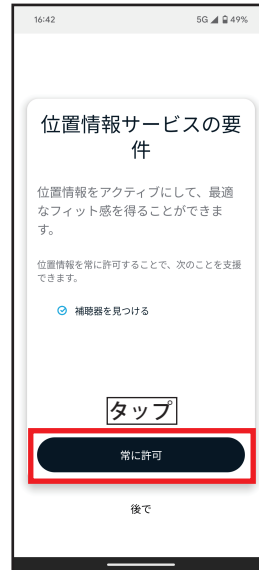 16:42 5G 49%
位置情報サービスの要
件
位置情報をアクティブにして、最適
なフィット感を得ることができま
す。
位置情報を常に許可することで、次のことを支援
できます。
補聴器を見つける
タップ
常に許可
後で